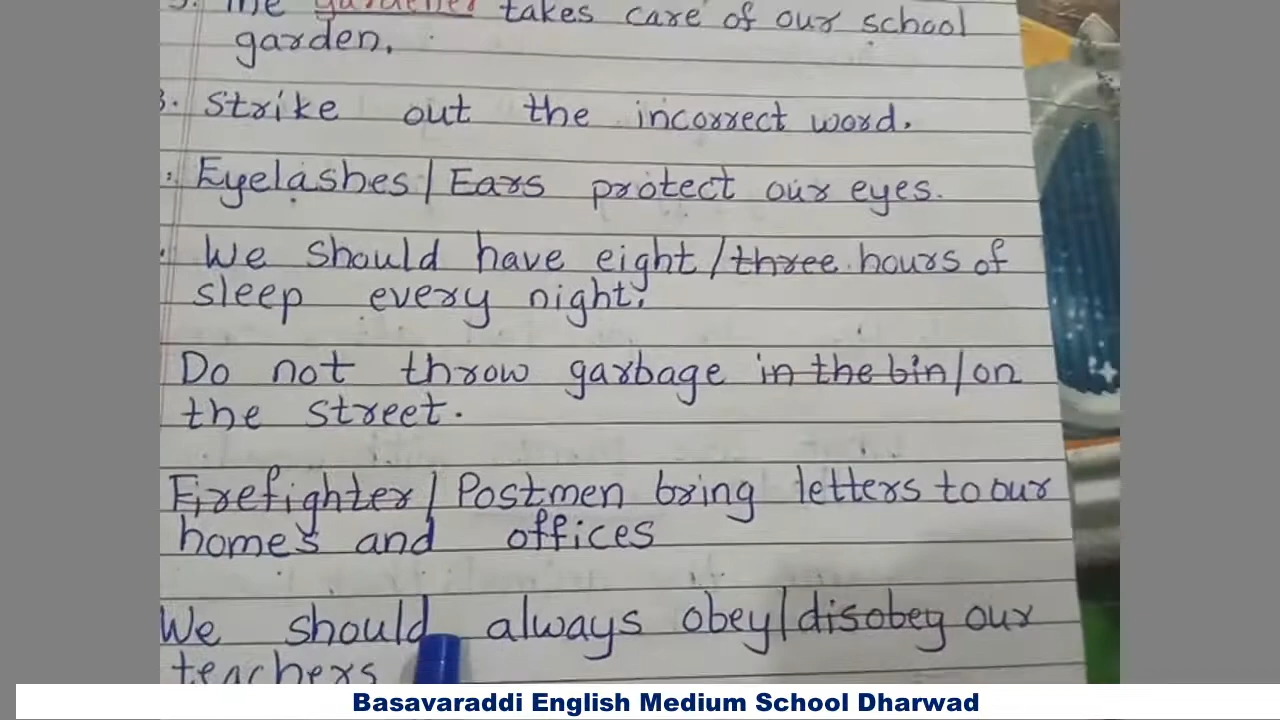 The gardener takes care of our school
garden.
3. Strike out the incorrect word.
Eyelashes/Ears protect our eyes.
We should have eight/three hours of
sleep every night.
Do not throw garbage in the bin/on
the street.
Firefighter/Postmen bring letters to our
homes and offices
We should always obey/disobey our
teachers
Basavaraddi English Medium School Dharwad